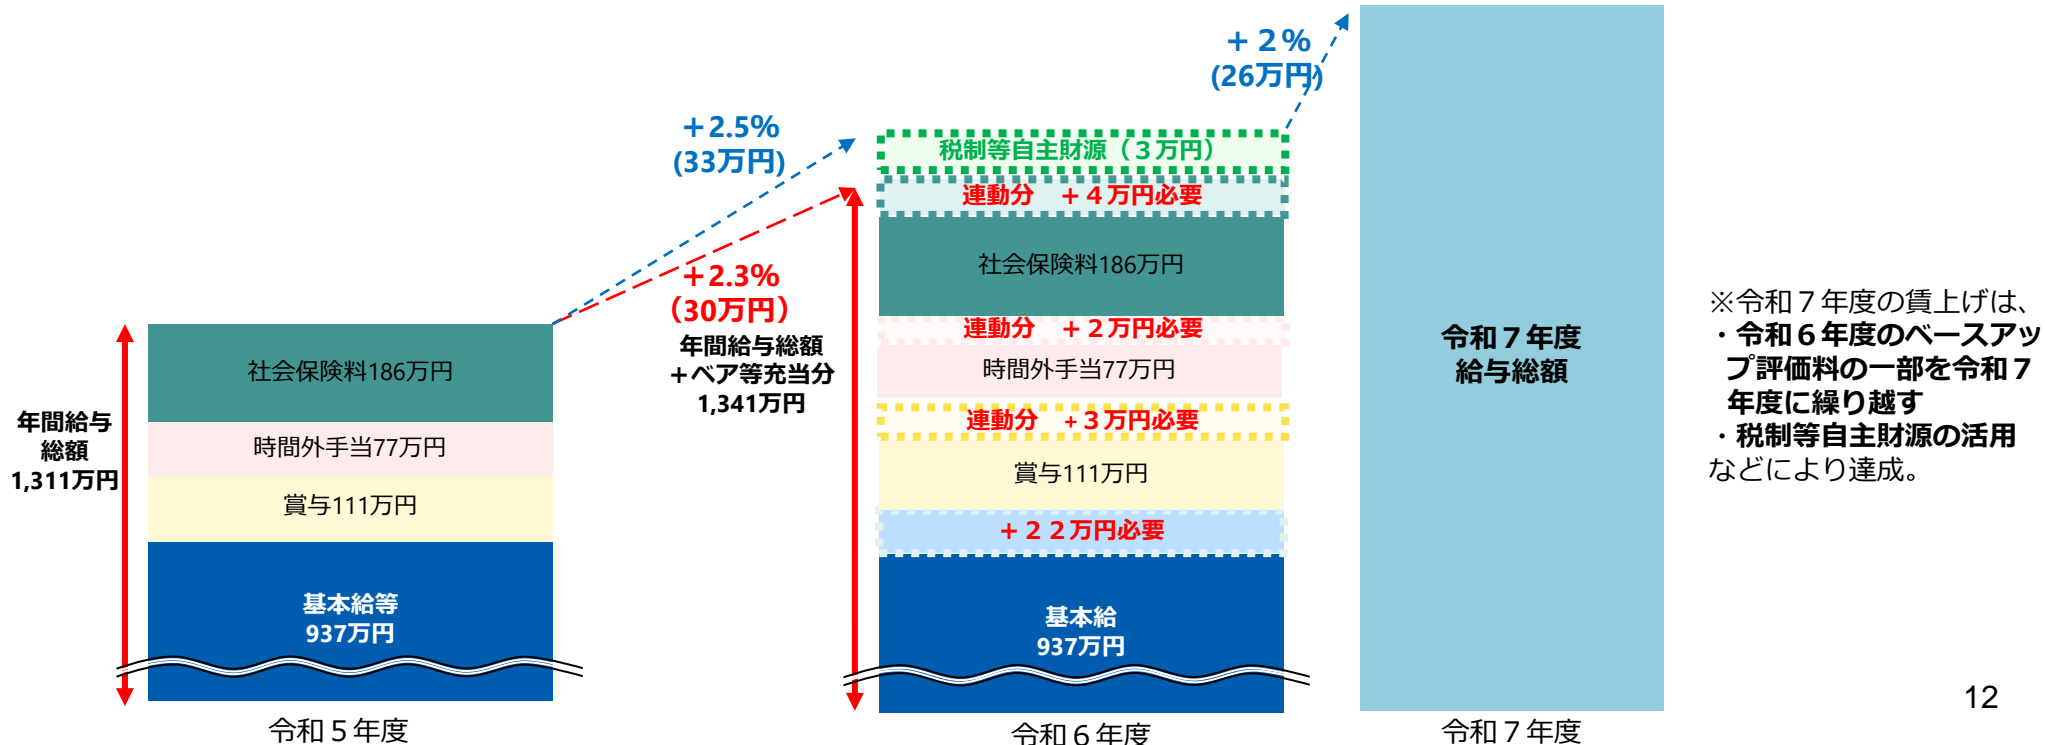 年間給与
総額
1,311万円
社会保険料186万円
時間外手当77万円
賞与111万円
基本給等
937万円
令和５年度
＋2.5%
(33万円)
＋2.3%
（30万円）
年間給与総額
＋ベア等充当分
1,341万円
税制等自主財源（３万円）
連動分　＋４万円必要
社会保険料186万円
連動分　＋２万円必要
時間外手当77万円
連動分　＋３万円必要
賞与111万円
＋２２万円必要
基本給
937万円
令和６年度
＋２%
(26万円)
令和７年度
給与総額
令和７年度
※令和７年度の賃上げは、
・令和６年度のベースアッ
プ評価料の一部を令和７
年度に繰り越す
・税制等自主財源の活用
などにより達成。
12